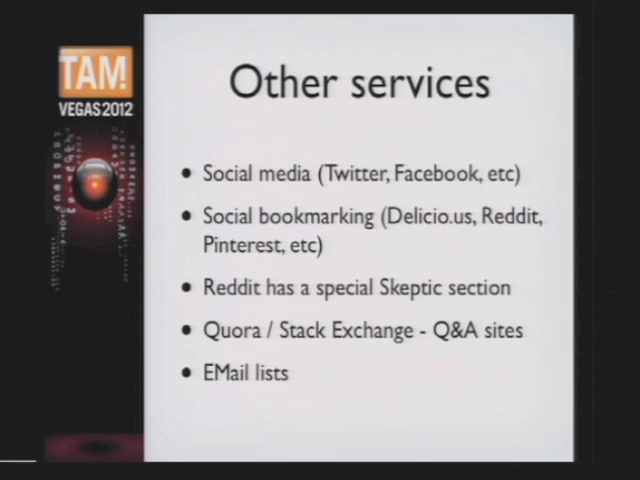 TAM!
VEGAS 2012
Other services
• Social media (Twitter, Facebook, etc)
• Social bookmarking (Delicio.us, Reddit,
Pinterest, etc)
• Reddit has a special Skeptic section
• Quora / Stack Exchange - Q&A sites
• EMail lists